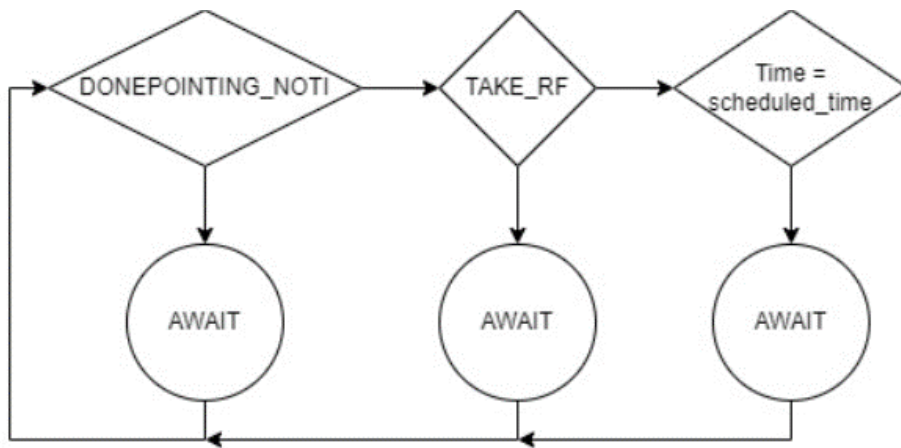 DONEPOINTING_NOTI
TAKE_RF
Time =
scheduled_time
AWAIT
AWAIT
AWAIT